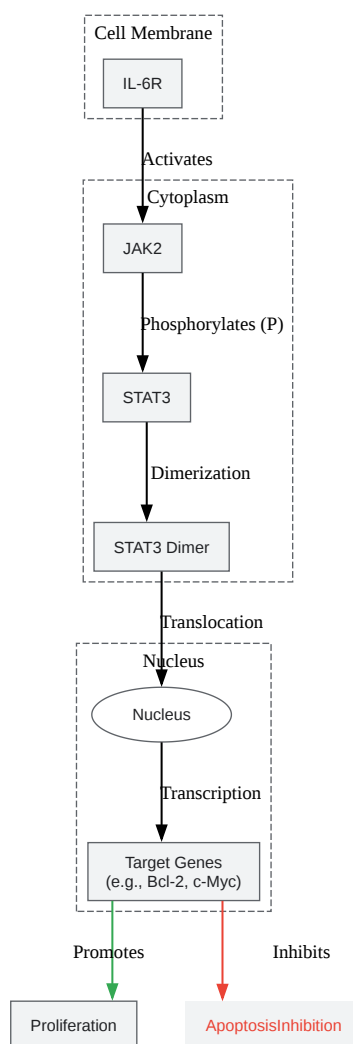 Cell Membrane
IL-6R
Activates
Cytoplasm
JAK2
Phosphorylates (P)
STAT3
Dimerization
STAT3 Dimer
Translocation
Nucleus
Nucleus
Transcription
Target Genes
(e.g., Bcl-2, c-Myc)
Promotes
Inhibits
Proliferation
ApoptosisInhibition